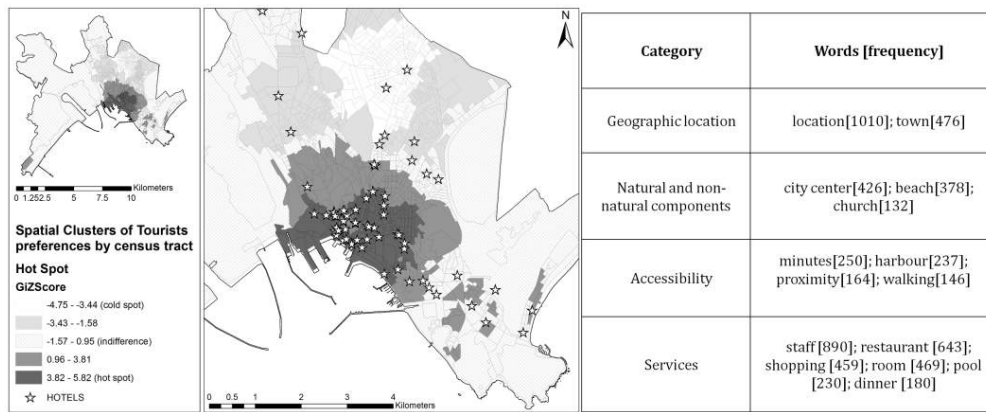 Kilometers
0 1.252.5 5 7.5 10
Spatial Clusters of Tourists
preferences by census tract
Hot Spot
GiZScore
-4.75 - -3.44 (cold spot)
-3.43 - -1.58
-1.57 - 0.95 (indifference)
0.96 - 3.81
3.82 - 5.82 (hot spot)
HOTELS
N
0 0.5 1 2 3 4
Kilometers
Category
Words [frequency]
Geographic location
location[1010]; town[476]
Natural and non-
natural components
city center[426]; beach[378];
church[132]
Accessibility
minutes[250]; harbour[237];
proximity[164]; walking[146]
Services
staff [890]; restaurant [643];
shopping [459]; room [469]; pool
[230]; dinner [180]